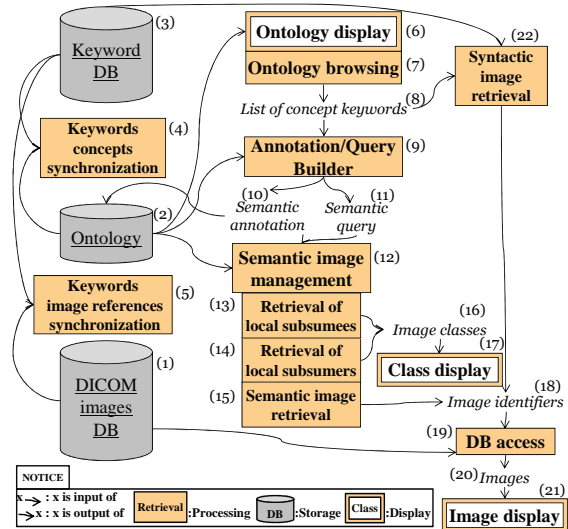 (3)
Keyword
DB
Ontology display
(6)
Ontology browsing
(7)
(22)
Syntactic
image
retrieval
List of concept keywords
(8)
Keywords
concepts
synchronization
(4)
Annotation/Query
Builder
(9)
(10)
Semantic
annotation
(11)
Semantic
query
(2)
Ontology
Semantic image
management
(12)
Keywords
image references
synchronization
(5)
(13)
Retrieval of
local subsumees
(14)
Retrieval of
local subsumees
(15)
Semantic image
retrieval
(16)
Image classes
(17)
Class display
(1)
DICOM
images
DB
(18)
Image identifiers
(19)
DB access
(20)
Images
(21)
Image display
NOTICE
x : x is input of
x : x is output of
Retrieval :Processing
DB :Storage
Class :Display